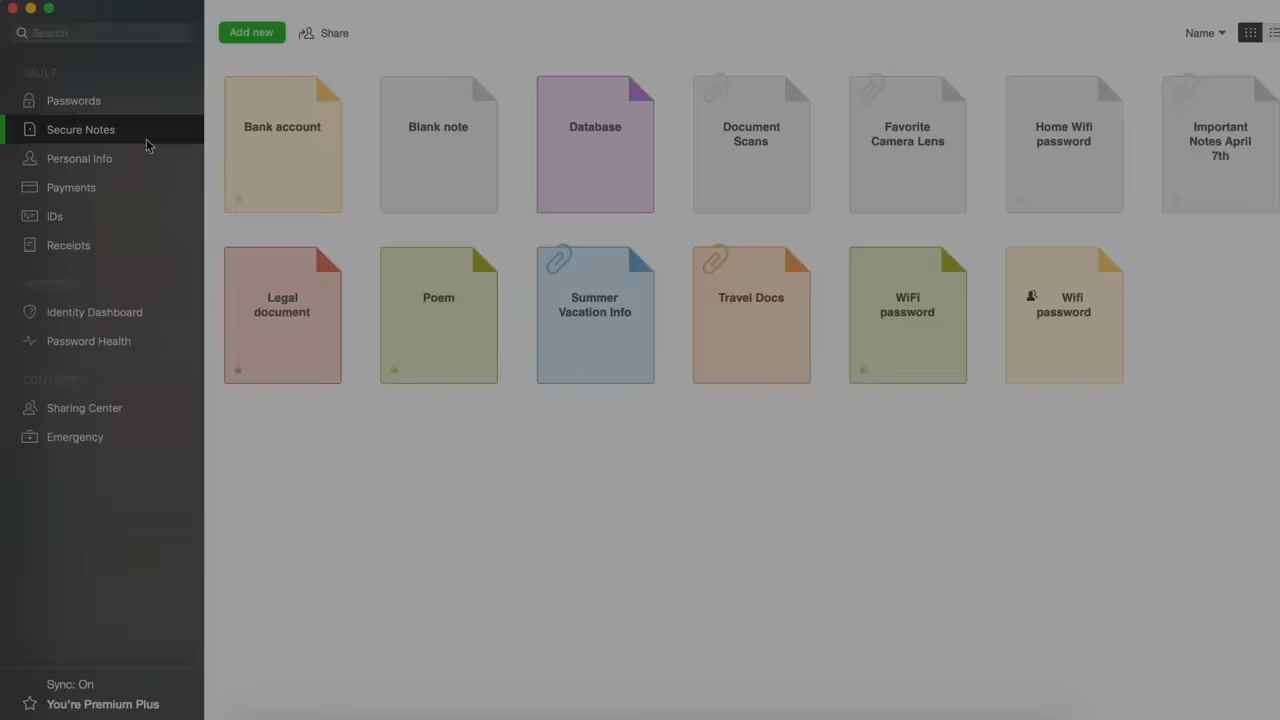 Search
Add new
Share
Name
VAULT
Passwords
Secure Notes
Personal Info
Payments
IDs
Receipts
Identity Dashboard
Password Health
Sharing Center
Emergency
Sync: On
You're Premium Plus
Bank account
Blank note
Database
Document
Scans
Favorite
Camera Lens
Home Wifi
password
Important
Notes April
7th
Legal
document
Poem
Summer
Vacation Info
Travel Docs
WiFi
password
Wifi
password